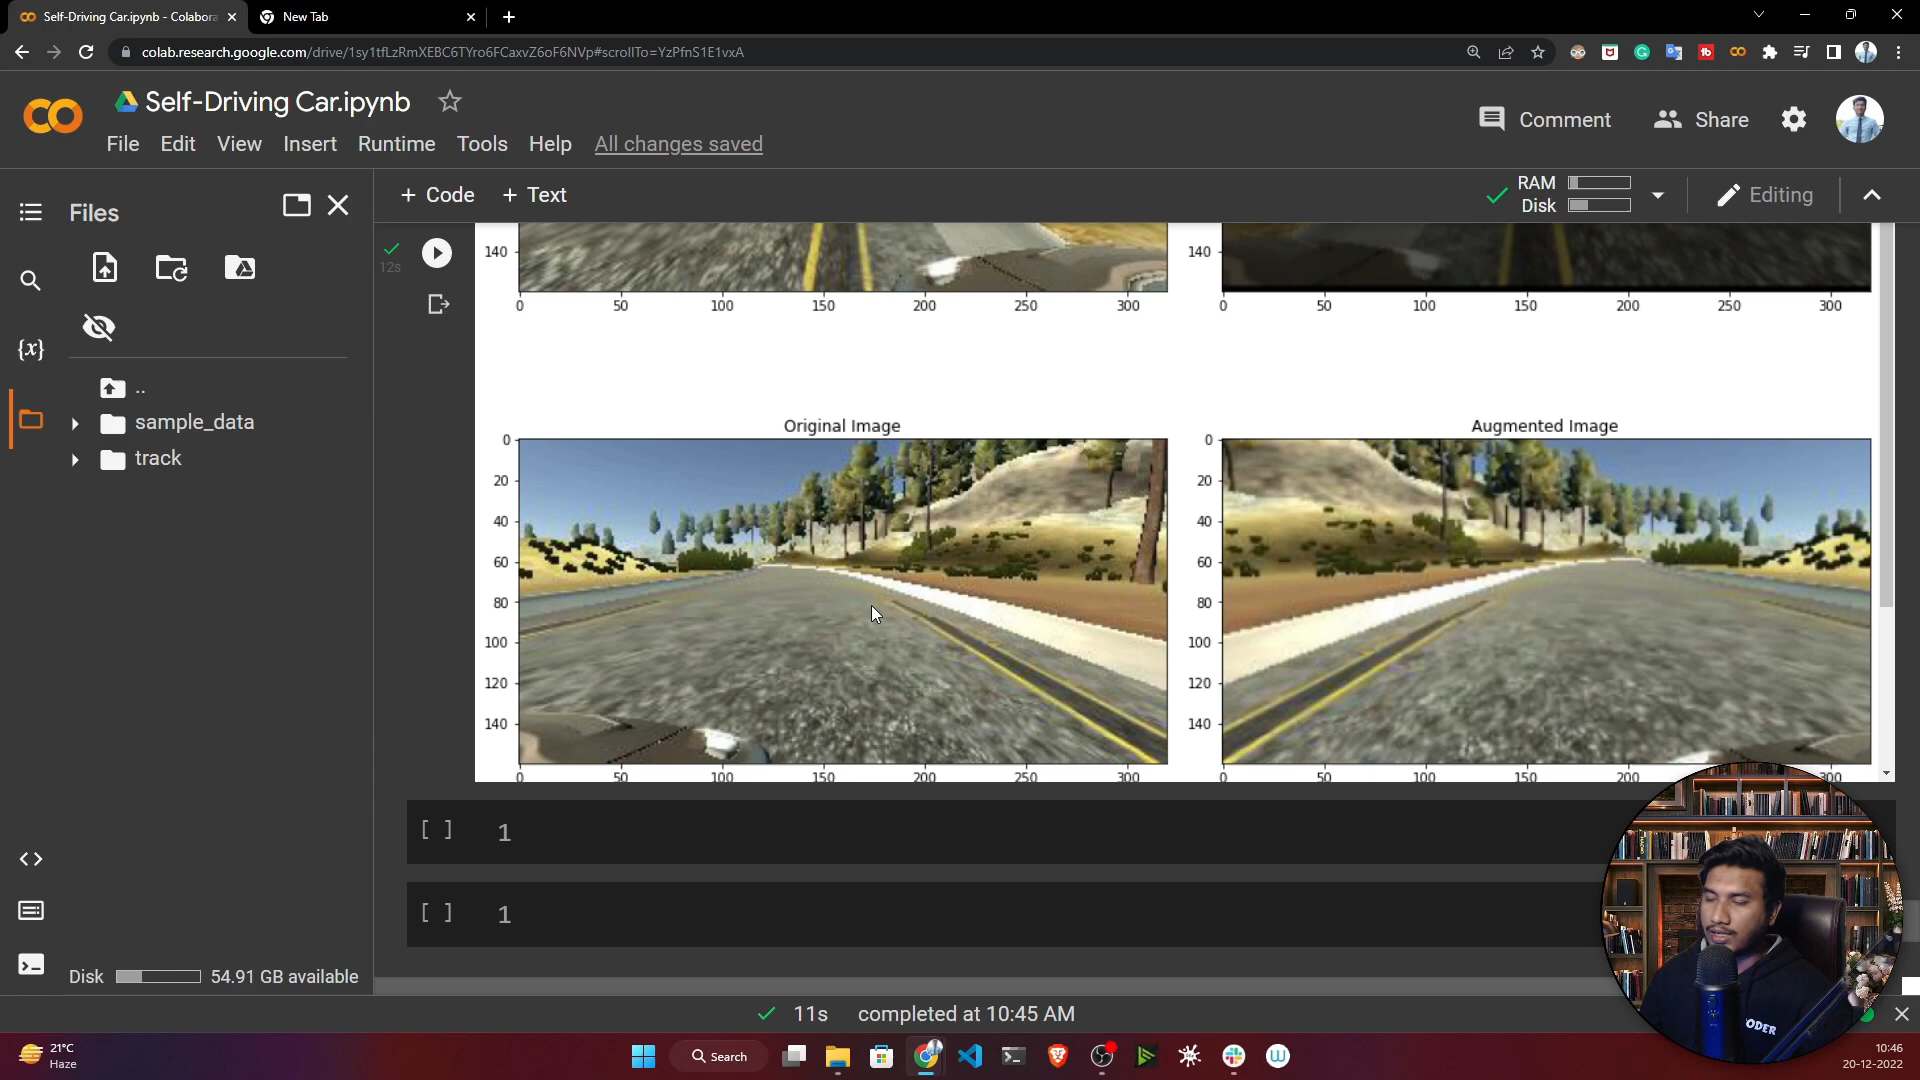 Self-Driving Car.ipynb - Colabora
New Tab
colab.research.google.com/drive/1sy1tfLzRmXEBC6TYro6FCaxvZ6oF6NVp#scrollTo=YzPfnS1E1vxA
Self-Driving Car.ipynb
Comment
Share
File Edit View Insert Runtime Tools Help All changes saved
Files
+ Code + Text
RAM
Disk
Editing
12s
{x}
..
sample_data
track
140
0 50 100 150 200 250 300
140
0 50 100 150 200 250 300
Original Image
0
20
40
60
80
100
120
140
0 50 100 150 200 250 300
Augmented Image
0
20
40
60
80
100
120
140
0 50 100 150 200 300
[ ] 1
[ ] 1
Disk 54.91 GB available
11s completed at 10:45 AM
ODER
21°C
Haze
Search
10:46
20-12-2022